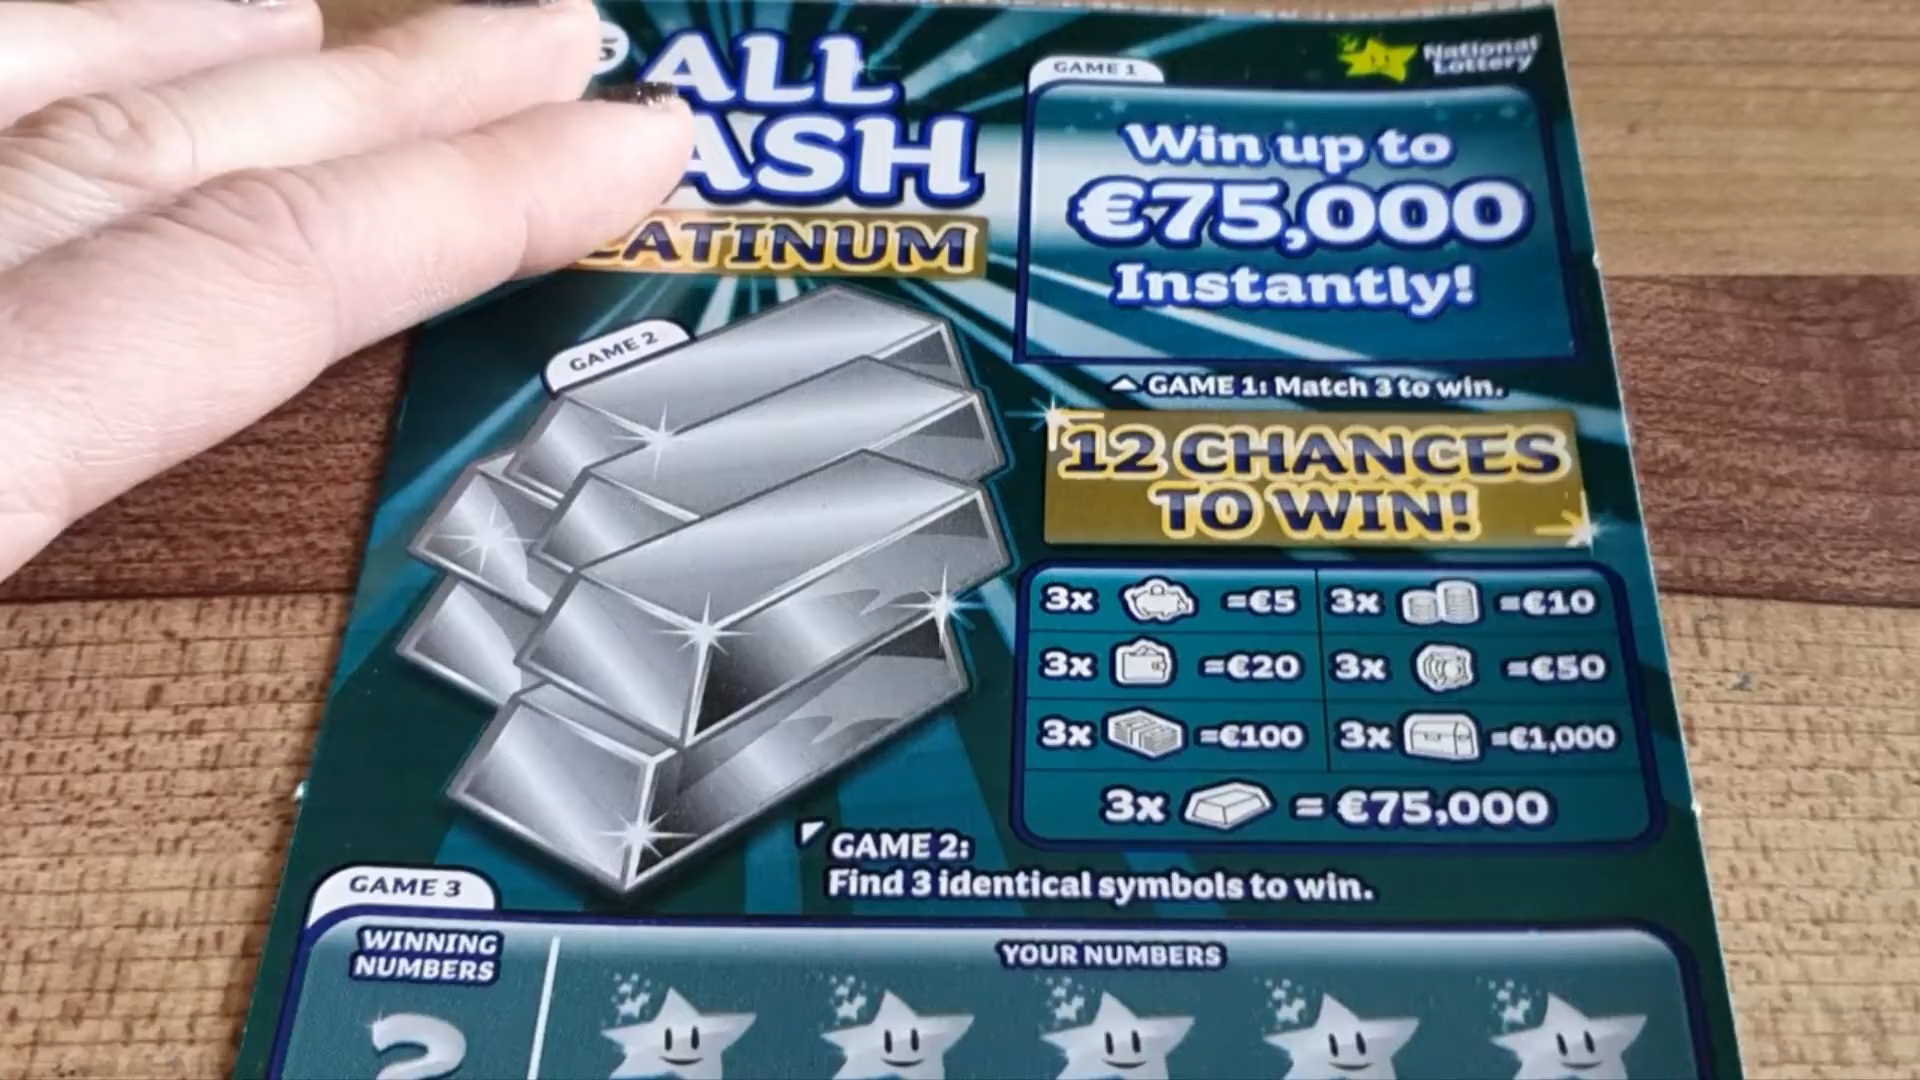 5
ALL
ASH
LATINUM
GAME 1
National
Lottery
Win up to
€75,000
Instantly!
▲ GAME 1: Match 3 to win.
12 CHANCES
TO WIN!
GAME 2
3x =€5 3x =€10
3x =€20 3x =€50
3x =€100 3x =€1,000
3x = €75,000
GAME 2:
Find 3 identical symbols to win.
GAME 3
WINNING
NUMBERS
YOUR NUMBERS
?